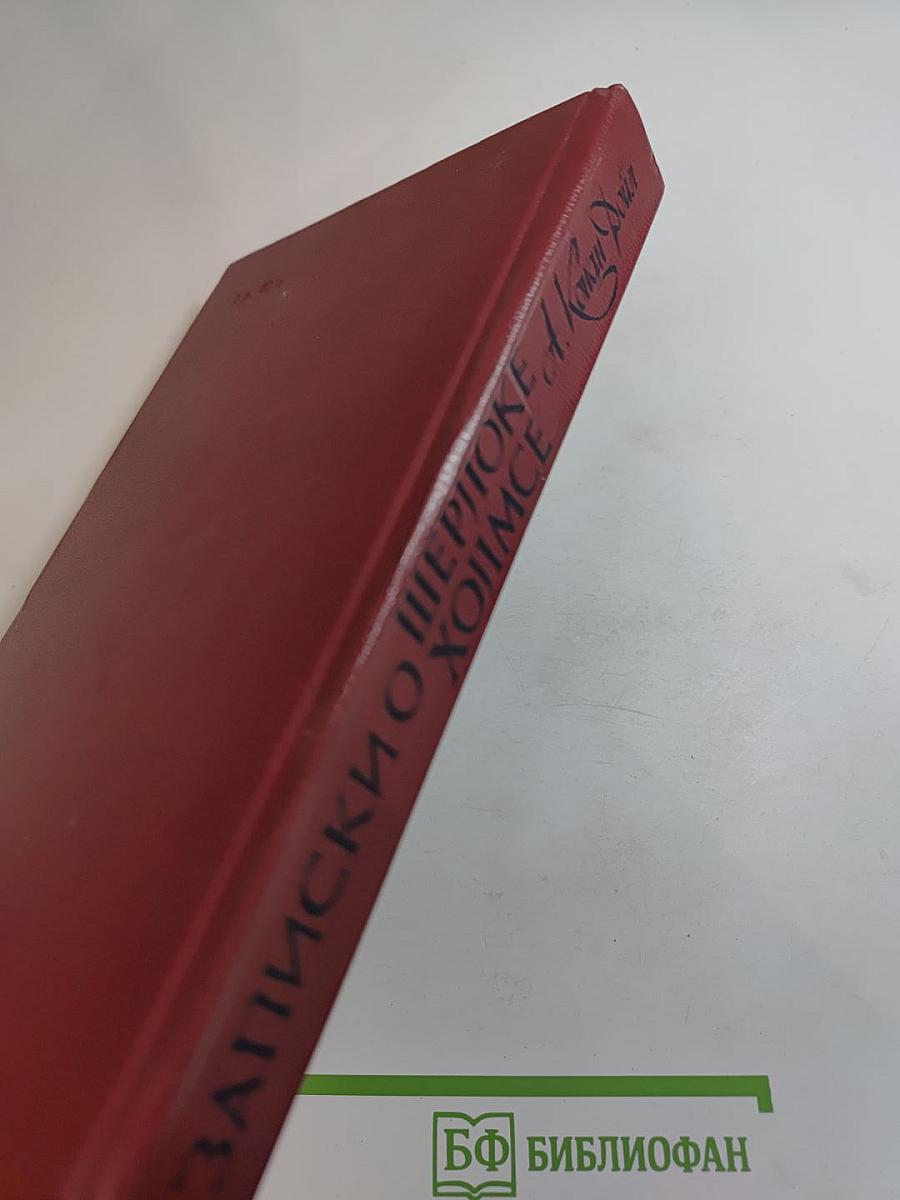 А. Конан Дойл
ЗАПИСКИ О
ШЕРЛОКЕ
ХОЛМСЕ
БФ БИБЛИОФАН